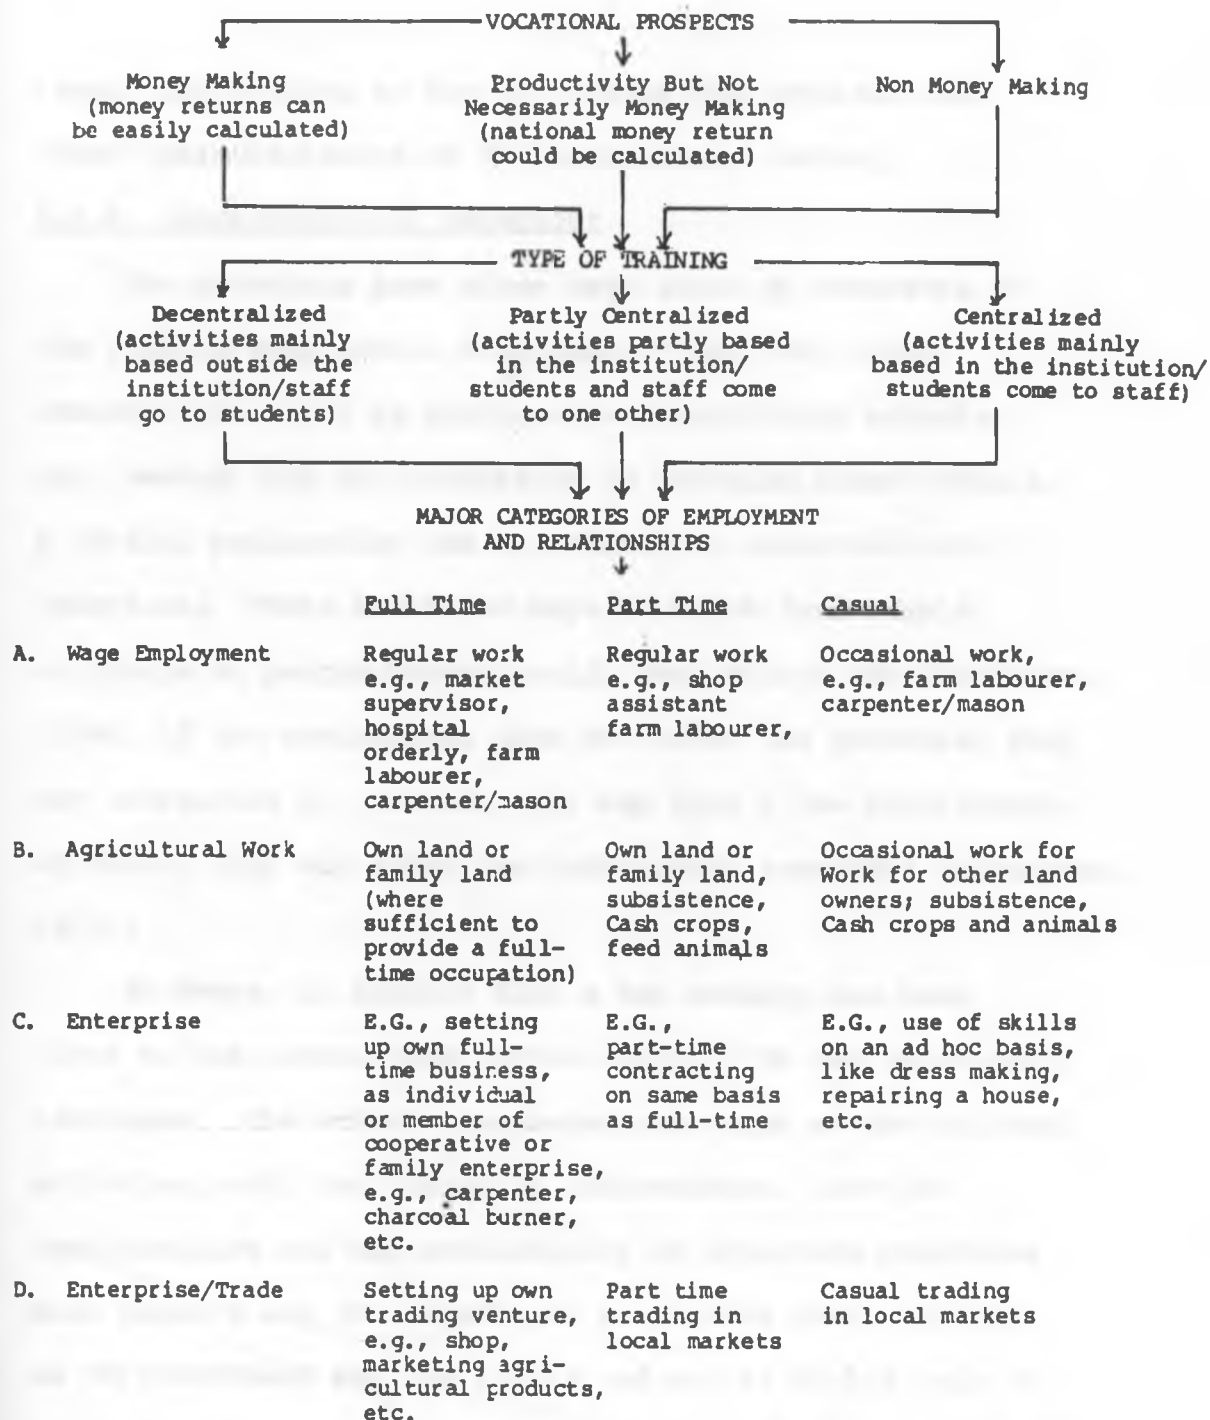 VOCATIONAL PROSPECTS
Money Making
(money returns can
be easily calculated)
Productivity But Not
Necessarily Money Making
(national money return
could be calculated)
Non Money Making
TYPE OF TRAINING
Decentralized
(activities mainly
based outside the
institution/staff
go to students)
Partly Centralized
(activities partly based
in the institution/
students and staff come
to one other)
Centralized
(activities mainly
based in the institution/
students come to staff)
MAJOR CATEGORIES OF EMPLOYMENT
AND RELATIONSHIPS
Full Time
Part Time
Casual
A. Wage Employment
Regular work
e.g., market
supervisor,
hospital
orderly, farm
labourer,
carpenter/mason
Regular work
e.g., shop
assistant
farm labourer,
Occasional work,
e.g., farm labourer,
carpenter/mason
B. Agricultural Work
Own land or
family land
(where
sufficient to
provide a full-
time occupation)
Own land or
family land,
subsistence,
Cash crops,
feed animals
Occasional work for
Work for other land
owners; subsistence,
Cash crops and animals
C. Enterprise
E.G., setting
up own full-
time business,
as individual
or member of
cooperative or
family enterprise,
e.g., carpenter,
charcoal burner,
etc.
E.G.,
part-time
contracting
on same basis
as full-time
E.G., use of skills
on an ad hoc basis,
like dress making,
repairing a house,
etc.
D. Enterprise/Trade
Setting up own
trading venture,
e.g., shop,
marketing agri-
cultural products,
etc.
Part time
trading in
local markets
Casual trading
in local markets